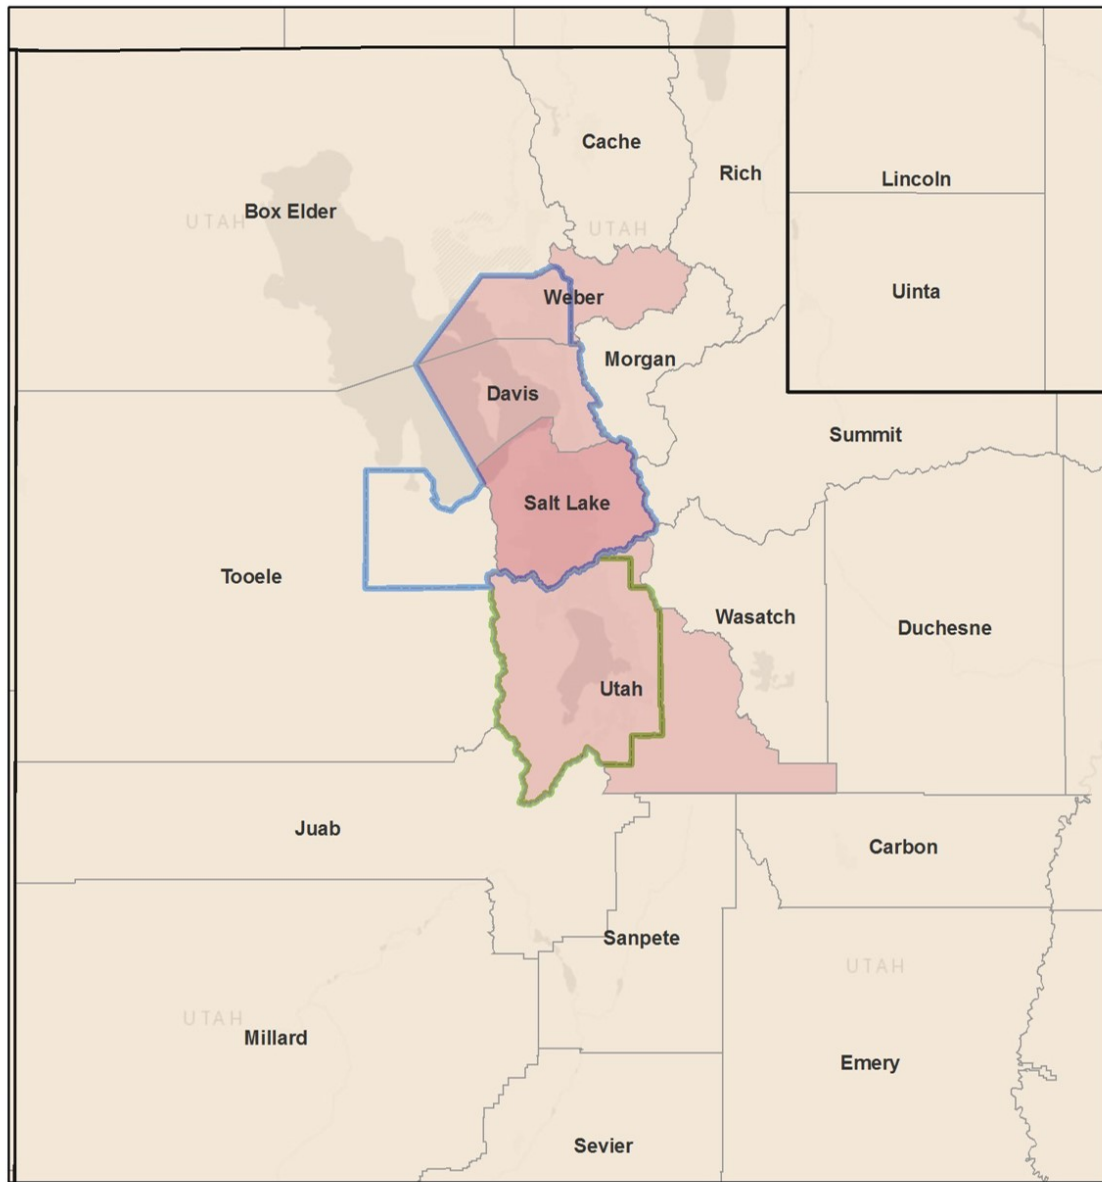 Cache
Rich
Lincoln
Box Elder
UTAH
UTAH
Uinta
Weber
Morgan
Davis
Summit
Salt Lake
Tooele
Wasatch
Duchesne
Utah
Juab
Carbon
Sanpete
UTAH
UTAH
Millard
Emery
Sevier